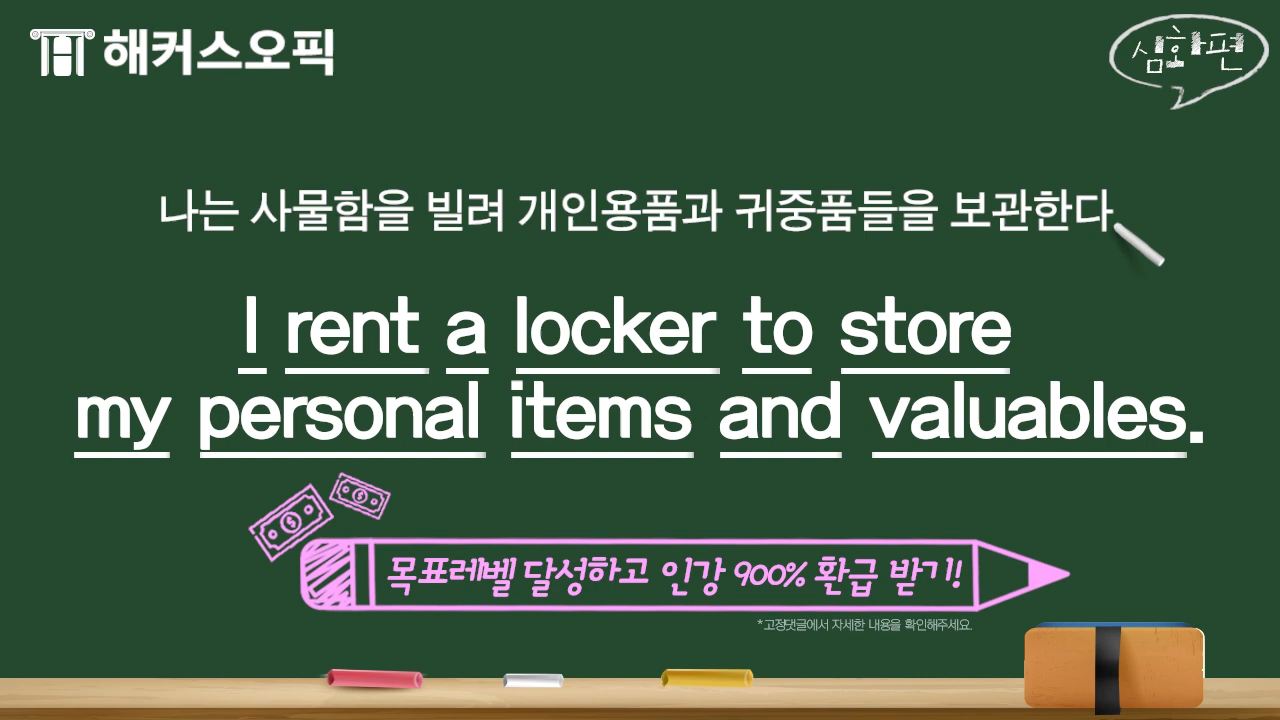 해커스오픽
심화편
나는 사물함을 빌려 개인용품과 귀중품들을 보관한다.
I rent a locker to store
my personal items and valuables.
목표레벨 달성하고 인강 900% 환급 받기!
*고정댓글에서 자세한 내용을 확인해주세요.